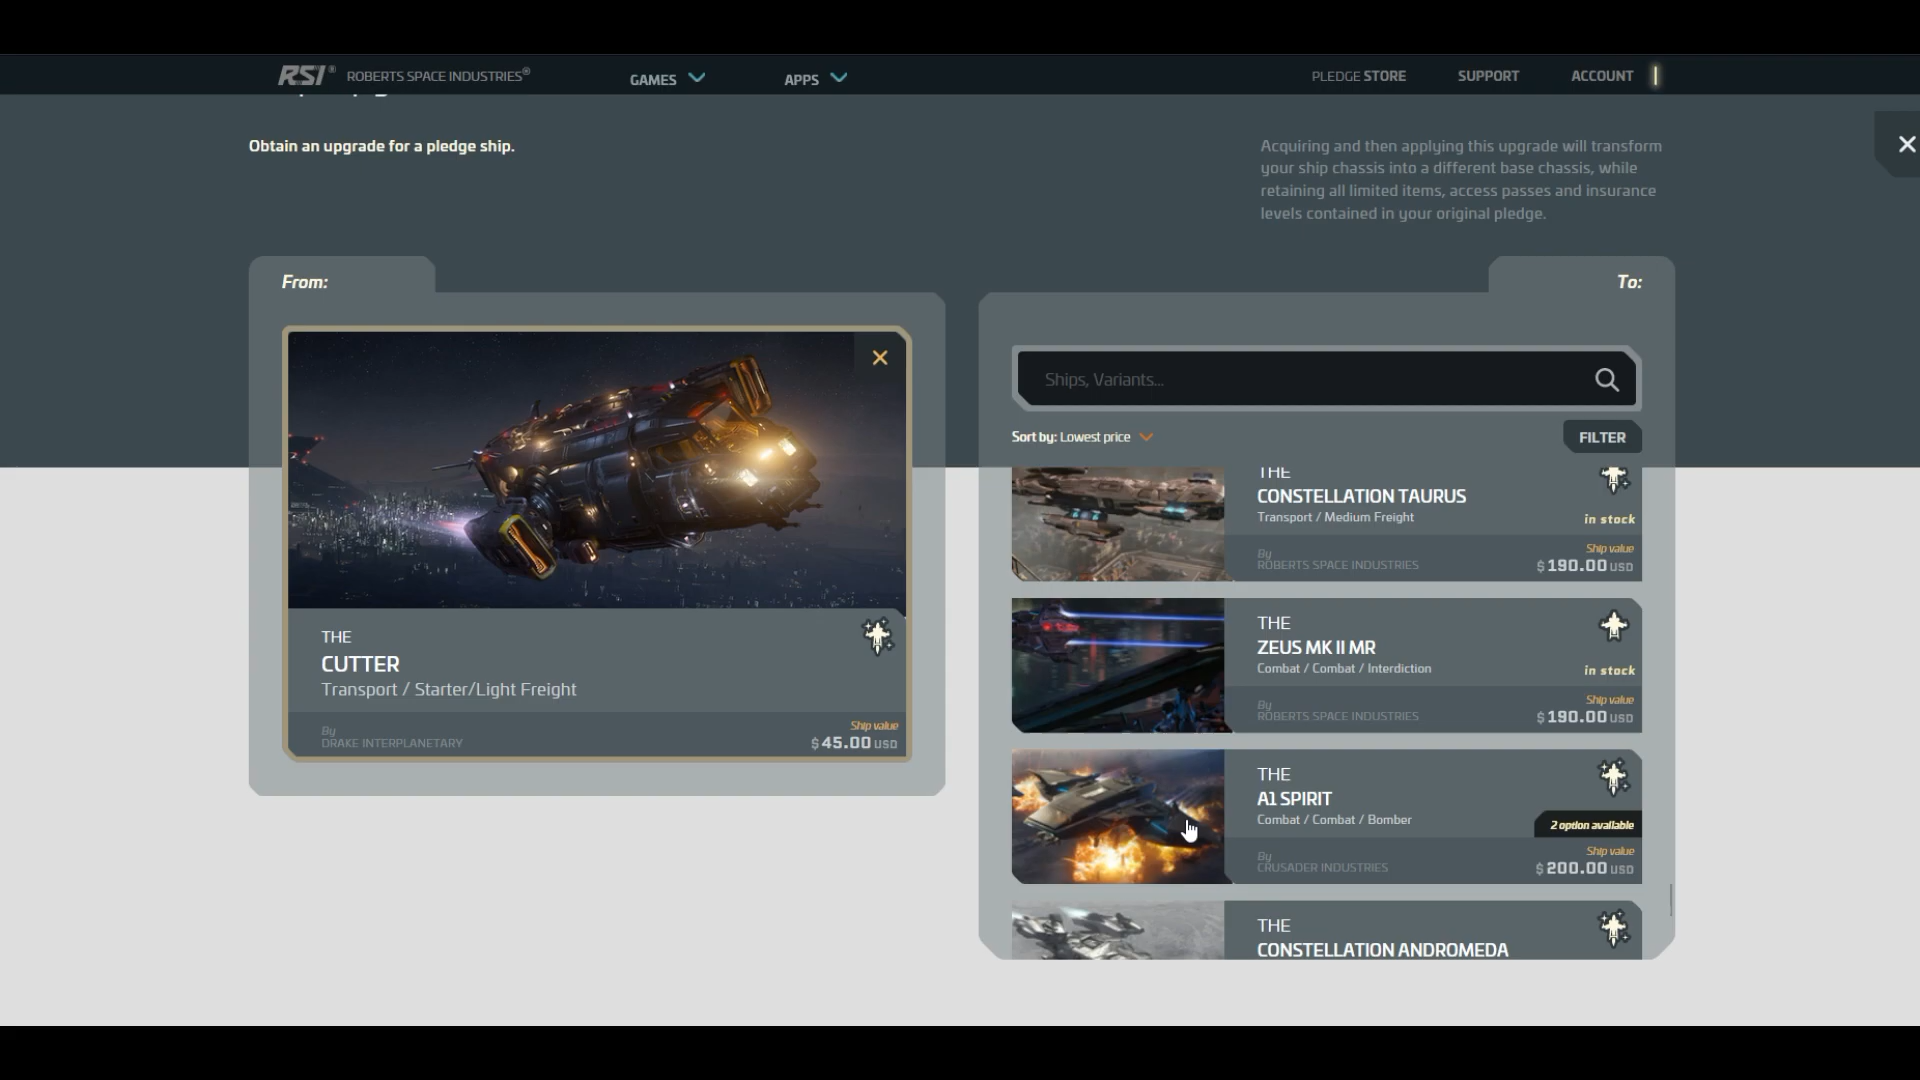 RSI® ROBERTS SPACE INDUSTRIES®
GAMES
APPS
PLEDGE STORE
SUPPORT
ACCOUNT
Obtain an upgrade for a pledge ship.
Acquiring and then applying this upgrade will transform
your ship chassis into a different base chassis, while
retaining all limited items, access passes and insurance
levels contained in your original pledge.
From:
THE
CUTTER
Transport / Starter/Light Freight
By
DRAKE INTERPLANETARY
Ship value
$45.00 USD
To:
Ships, Variants...
Sort by: Lowest price
FILTER
THE
CONSTELLATION TAURUS
Transport / Medium Freight
in stock
By
ROBERTS SPACE INDUSTRIES
Ship value
$190.00 USD
THE
ZEUS MK II MR
Combat / Combat / Interdiction
in stock
By
ROBERTS SPACE INDUSTRIES
Ship value
$190.00 USD
THE
A1 SPIRIT
Combat / Combat / Bomber
2 option available
By
CRUSADER INDUSTRIES
Ship value
$200.00 USD
THE
CONSTELLATION ANDROMEDA